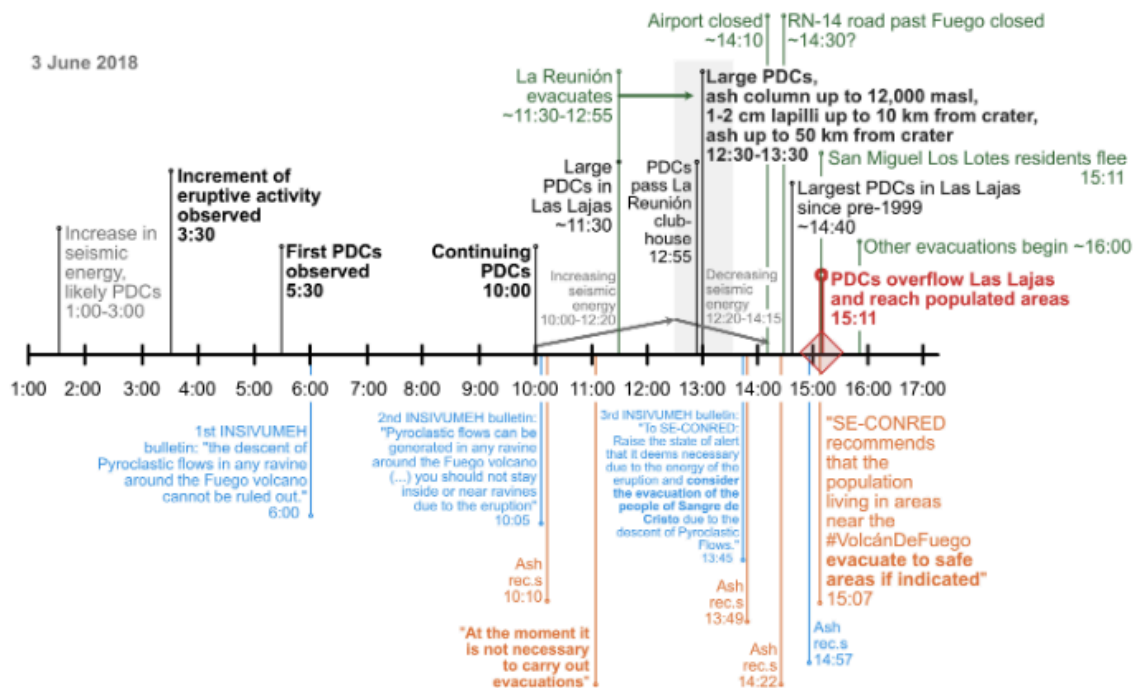 3 June 2018
Airport closed
~14:10
RN-14 road past Fuego closed
~14:30?
La Reunión
evacuates
~11:30-12:55
Large PDCs,
ash column up to 12,000 masl,
1-2 cm lapilli up to 10 km from crater,
ash up to 50 km from crater
12:30-13:30
Increment of
eruptive activity
observed
3:30
Large
PDCs in
Las Lajas
~11:30
PDCs
pass La
Reunión
club-
house
12:55
San Miguel Los Lotes residents flee
15:11
Largest PDCs in Las Lajas
since pre-1999
~14:40
Increase in
seismic
energy,
likely PDCs
1:00-3:00
First PDCs
observed
5:30
Continuing
PDCs
10:00
Increasing
seismic
energy
10:00-12:20
Decreasing
seismic
energy
12:20-14:15
Other evacuations begin ~16:00
PDCs overflow Las Lajas
and reach populated areas
15:11
1:00 2:00 3:00 4:00 5:00 6:00 7:00 8:00 9:00 10:00 11:00 12:00 13:00 14:00 15:00 16:00 17:00
1st INSIVUMEH
bulletin: "the descent of
Pyroclastic flows in any ravine
around the Fuego volcano
cannot be ruled out."
6:00
2nd INSIVUMEH bulletin:
"Pyroclastic flows can be
generated in any ravine
around the Fuego volcano
(...) you should not stay
inside or near ravines
due to the eruption"
10:05
Ash
rec.s
10:10
"At the moment it
is not necessary
to carry out
evacuations"
3rd INSIVUMEH bulletin:
"To SE-CONRED:
Raise the state of alert
that it deems necessary
due to the energy of the
eruption and consider
the evacuation of the
people of Sangre de
Cristo due to the
descent of Pyroclastic
Flows."
13:45
Ash
rec.s
13:49
Ash
rec.s
14:22
"SE-CONRED
recommends
that the
population
living in areas
near the
#VolcánDeFuego
evacuate to safe
areas if indicated"
15:07
Ash
rec.s
14:57